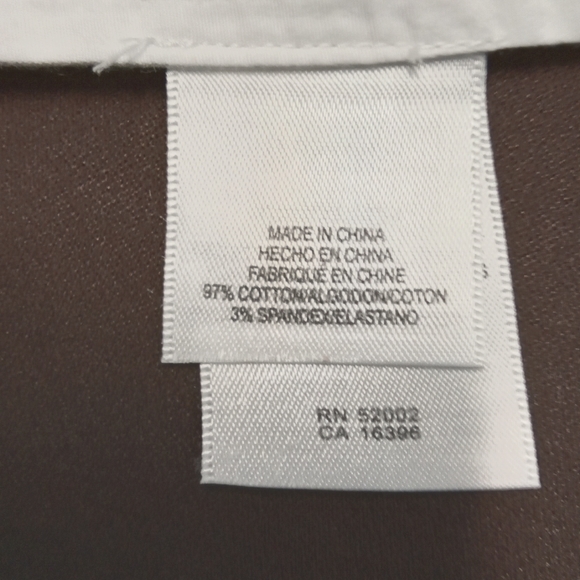 MADE IN CHINA
HECHO EN CHINA
FABRIQUÉ EN CHINE
97% COTTON/ALGODON/COTON
3% SPANDEX/ELASTANO
S
RN 52002
CA 16396